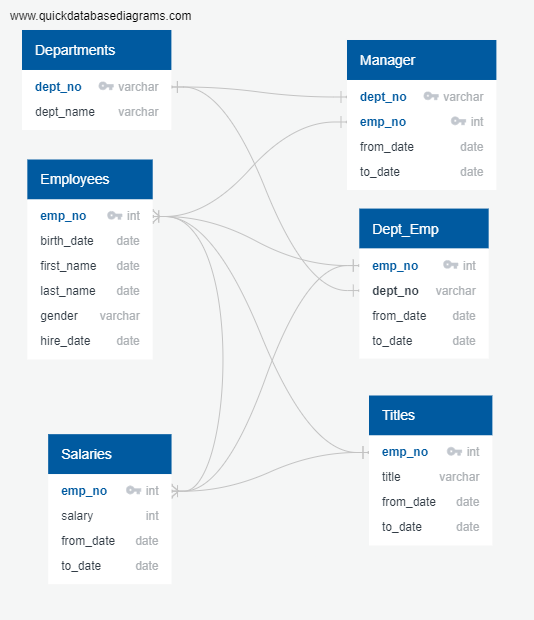 www.quickdatabasediagrams.com
Departments
dept_no varchar
dept_name varchar
Manager
dept_no varchar
emp_no int
from_date date
to_date date
Employees
emp_no int
birth_date date
first_name date
last_name date
gender varchar
hire_date date
Dept_Emp
emp_no int
dept_no varchar
from_date date
to_date date
Salaries
emp_no int
salary int
from_date date
to_date date
Titles
emp_no int
title varchar
from_date date
to_date date